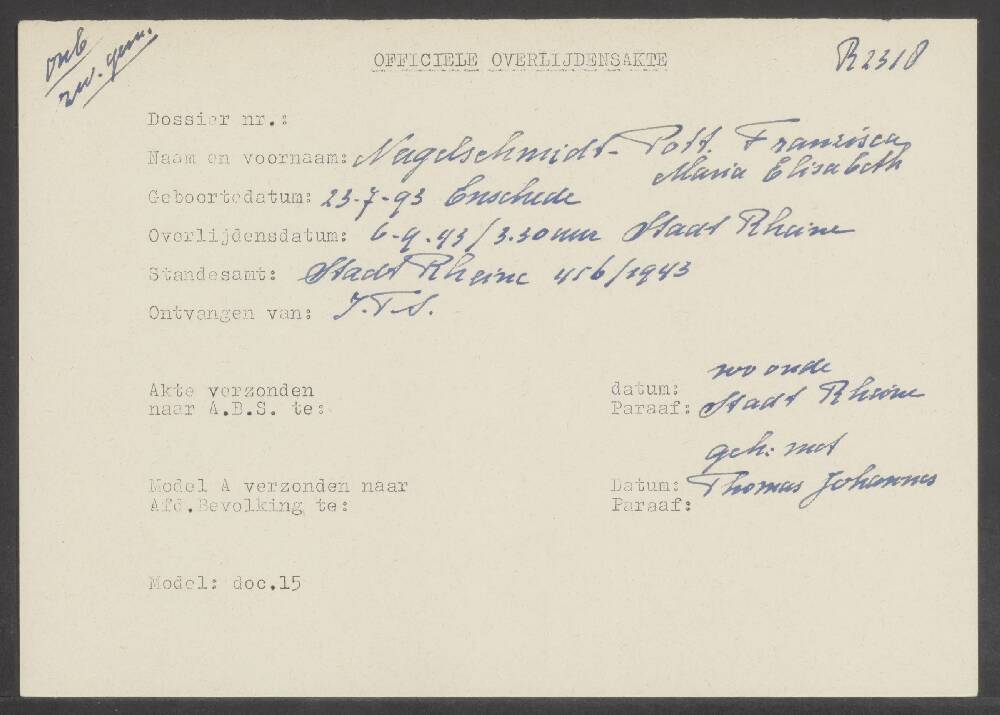 onb
zw. gem.
OFFICIELE OVERLIJDENSAKTE
R2318
Dossier nr.:
Naam en voornaam: Nagelschmidt-Pott. Franzisca
Maria Elisabeth
Geboortedatum: 23-7-93 Enschede
Overlijdensdatum: 6-9-43/3.30 uur Stadt Rheine
Standesamt: Stadt Rheine 456/1943
Ontvangen van: I.T.S.
woonde
Akte verzonden datum:
naar A.B.S. te: Paraaf: Stadt Rheine
geh: met
Model A verzonden naar Datum: Thomas Johannes
Afd.Bevolking te: Paraaf:
Model: doc.15